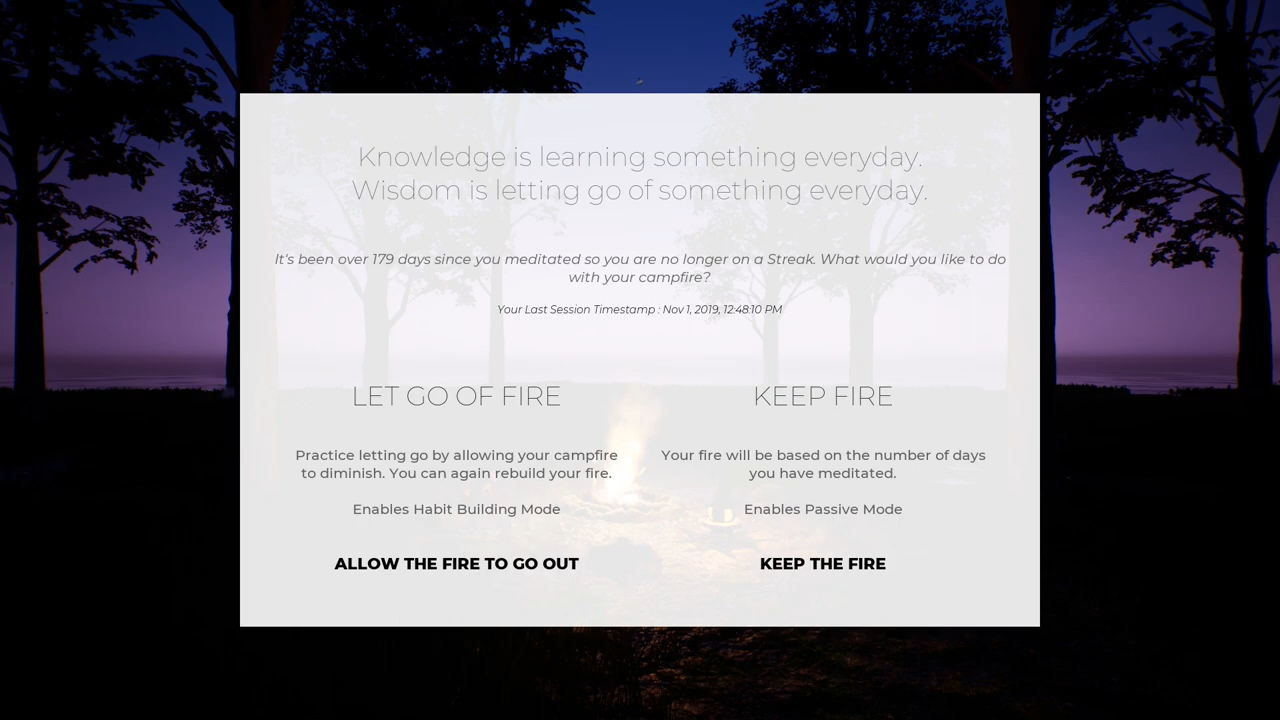 Knowledge is learning something everyday.
Wisdom is letting go of something everyday.
It's been over 179 days since you meditated so you are no longer on a Streak. What would you like to do
with your campfire?
Your Last Session Timestamp : Nov 1, 2019, 12:48:10 PM
LET GO OF FIRE
Practice letting go by allowing your campfire
to diminish. You can again rebuild your fire.
Enables Habit Building Mode
ALLOW THE FIRE TO GO OUT
KEEP FIRE
Your fire will be based on the number of days
you have meditated.
Enables Passive Mode
KEEP THE FIRE